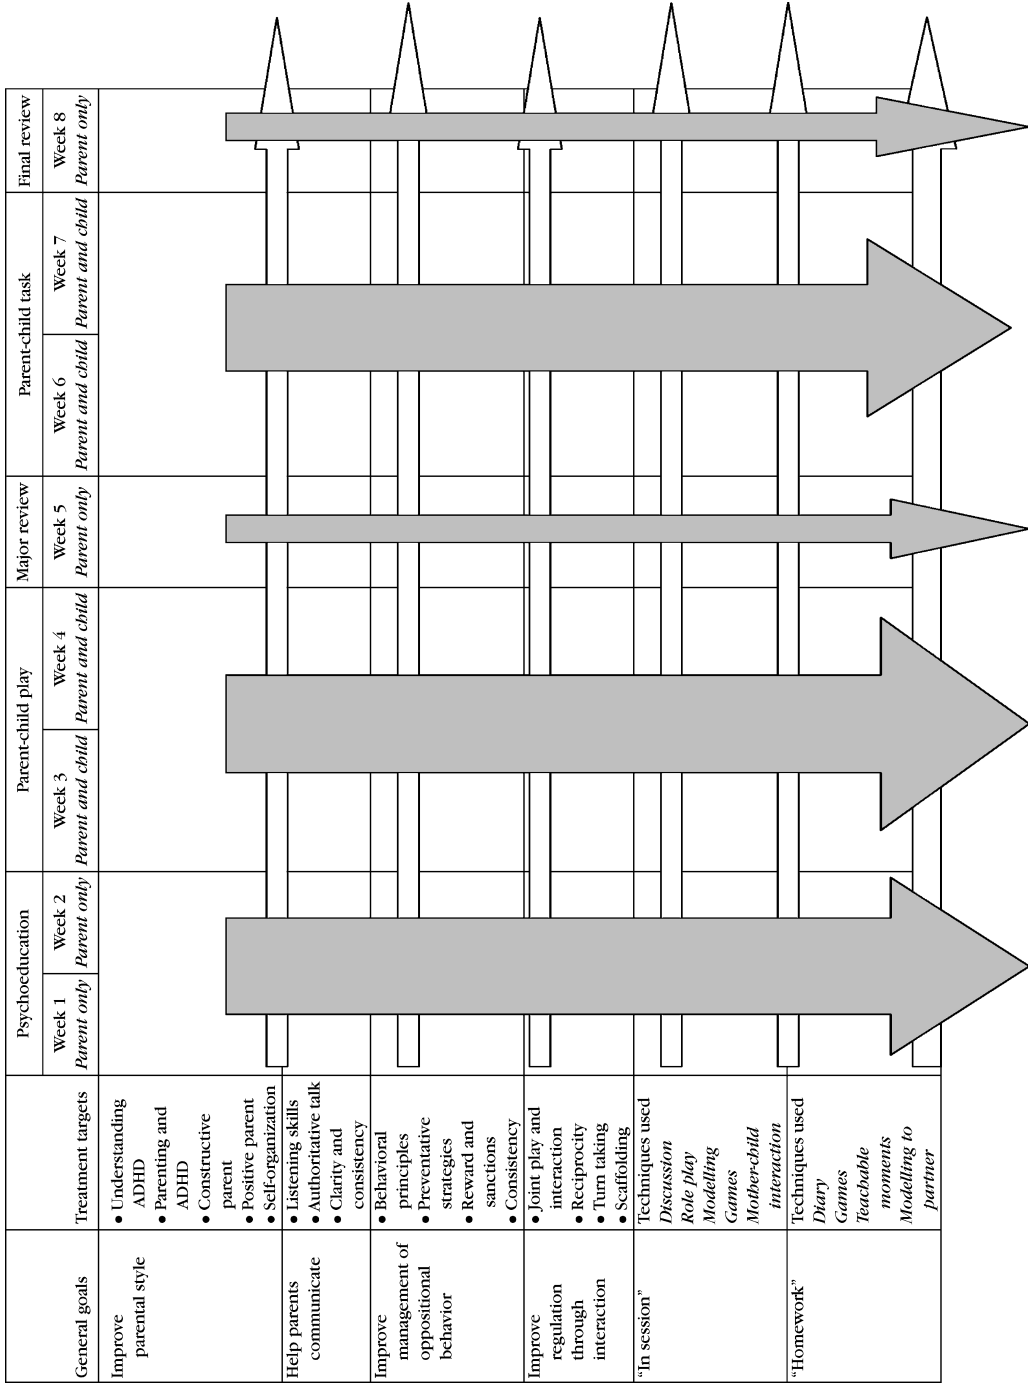 Psychoeducation
Parent-child play
Major review
Parent-child task
Final review
General goals
Treatment targets
Week 1
Week 2
Week 3
Week 4
Week 5
Week 6
Week 7
Week 8
Parent only
Parent only
Parent and child
Parent and child
Parent only
Parent and child
Parent and child
Parent only
Improve
parental style
• Understanding
ADHD
• Parenting and
ADHD
• Constructive
parent
• Positive parent
• Self-organization
Help parents
communicate
• Listening skills
• Authoritative talk
• Clarity and
consistency
Improve
management of
oppositional
behavior
• Behavioral
principles
• Preventative
strategies
• Reward and
sanctions
• Consistency
Improve
regulation
through
interaction
• Joint play and
interaction
• Reciprocity
• Turn taking
• Scaffolding
"In session"
Techniques used
Discussion
Role play
Modelling
Games
Mother-child
interaction
"Homework"
Techniques used
Diary
Games
Teachable
moments
Modelling to
partner